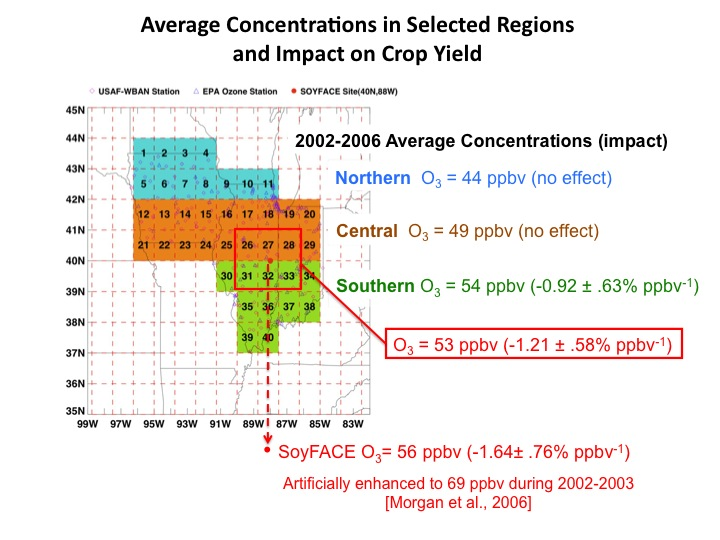 Average Concentrations in Selected Regions
and Impact on Crop Yield
USAF-WBAN Station EPA Ozone Station SOYFACE Site(40N,88W)
45N
44N
43N
42N
41N
40N
39N
38N
37N
36N
35N
1 2 3 4
5 6 7 8 9 10 11
12 13 14 15 16 17 18 19 20
21 22 23 24 25 26 27 28 29
30 31 32 33 34
35 36 37 38
39 40
99W 97W 95W 93W 91W 89W 87W 85W 83W
2002-2006 Average Concentrations (impact)
Northern O₃ = 44 ppbv (no effect)
Central O₃ = 49 ppbv (no effect)
Southern O₃ = 54 ppbv (-0.92 ± .63% ppbv⁻¹)
O₃ = 53 ppbv (-1.21 ± .58% ppbv⁻¹)
• SoyFACE O₃= 56 ppbv (-1.64± .76% ppbv⁻¹)
Artificially enhanced to 69 ppbv during 2002-2003
[Morgan et al., 2006]